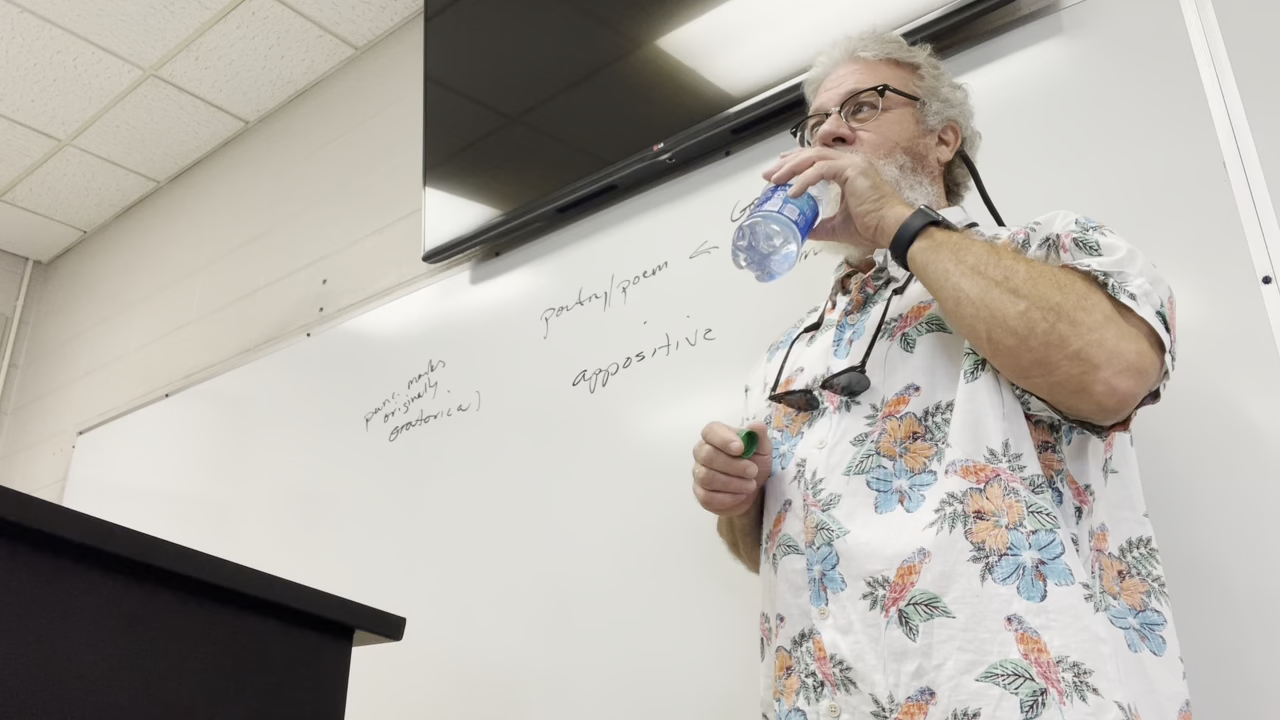 poetry/poem ←
appositive
punc. marks
originally
oratorical)